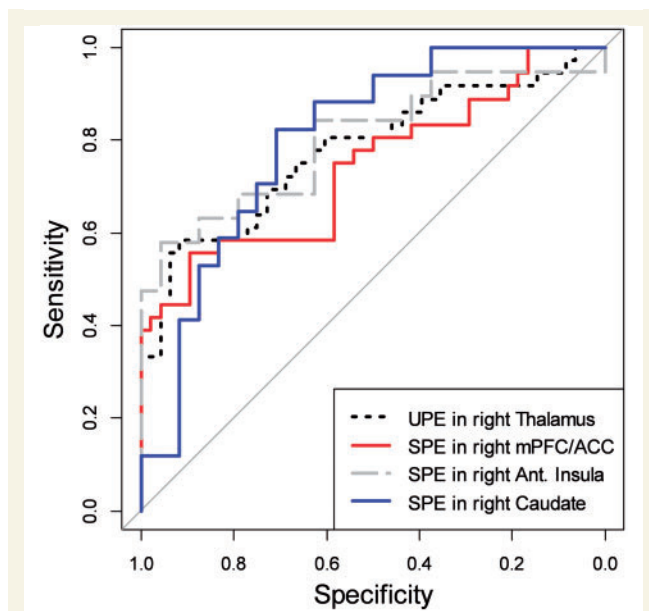 1.0
0.8
0.6
0.4
0.2
0.0
Sensitivity
UPE in right Thalamus
SPE in right mPFC/ACC
SPE in right Ant. Insula
SPE in right Caudate
1.0 0.8 0.6 0.4 0.2 0.0
Specificity